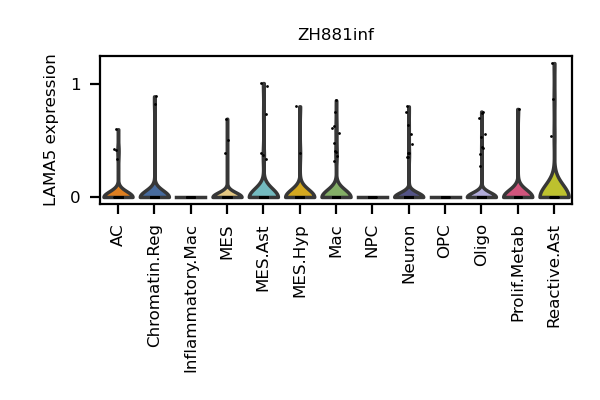 ZH881inf
LAMA5 expression
1
0
AC
Chromatin.Reg
Inflammatory.Mac
MES
MES.Ast
MES.Hyp
Mac
NPC
Neuron
OPC
Oligo
Prolif.Metab
Reactive.Ast